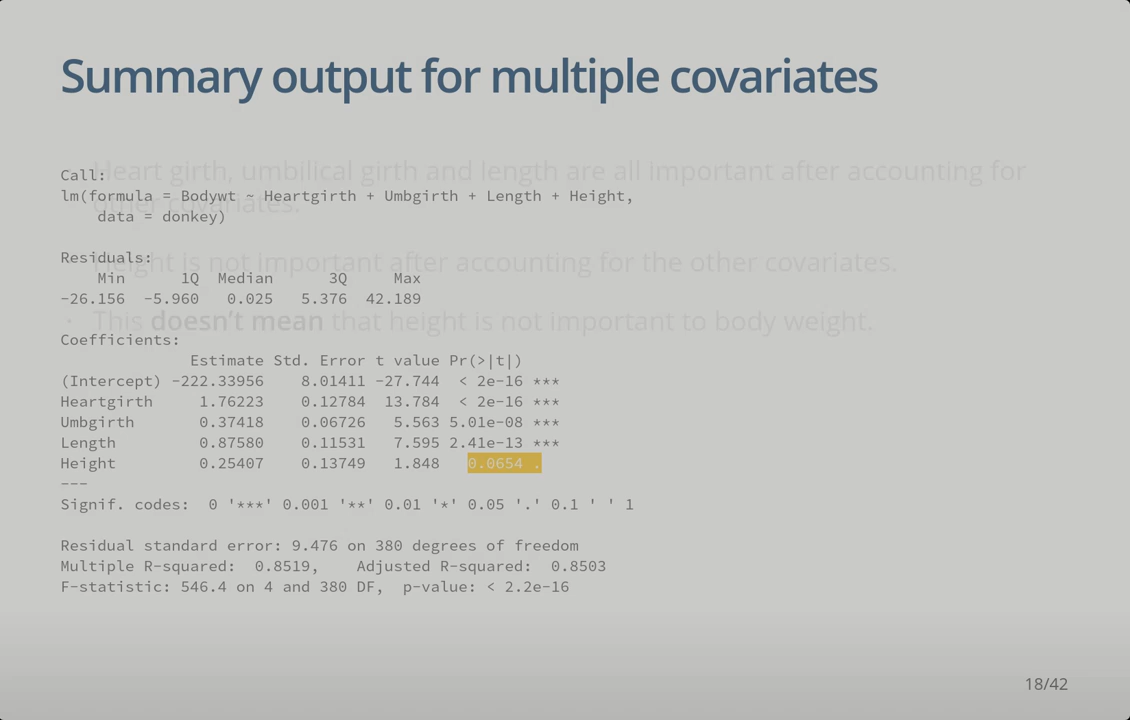 Summary output for multiple covariates
Heart girth, umbilical girth and length are all important after accounting for
other covariates.
Height is not important after accounting for the other covariates.
· This doesn't mean that height is not important to body weight.
Call:
lm(formula = Bodywt ~ Heartgirth + Umbgirth + Length + Height,
    data = donkey)
Residuals:
    Min      1Q  Median      3Q     Max
-26.156  -5.960   0.025   5.376  42.189
Coefficients:
              Estimate Std. Error t value Pr(>|t|)
(Intercept) -222.33956    8.01411 -27.744  < 2e-16 ***
Heartgirth     1.76223    0.12784  13.784  < 2e-16 ***
Umbgirth       0.37418    0.06726   5.563 5.01e-08 ***
Length         0.87580    0.11531   7.595 2.41e-13 ***
Height         0.25407    0.13749   1.848   0.0654 .
---
Signif. codes:  0 '***' 0.001 '**' 0.01 '*' 0.05 '.' 0.1 ' ' 1
Residual standard error: 9.476 on 380 degrees of freedom
Multiple R-squared:  0.8519,    Adjusted R-squared:  0.8503
F-statistic: 546.4 on 4 and 380 DF,  p-value: < 2.2e-16
18/42